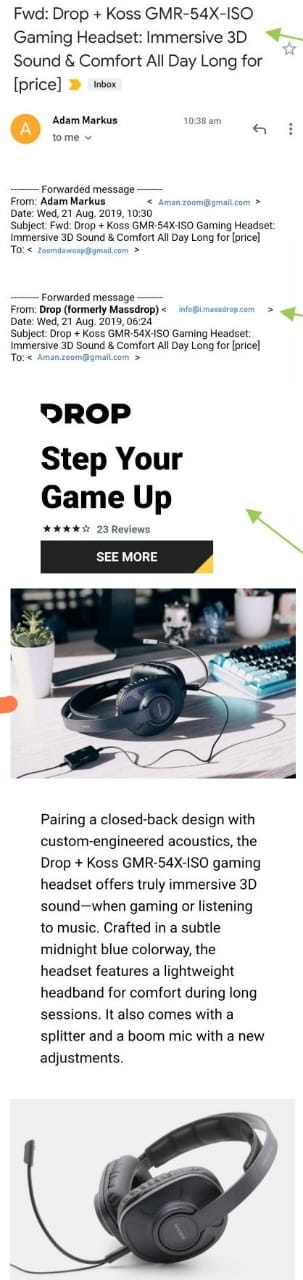 Fwd: Drop + Koss GMR-54X-ISO
Gaming Headset: Immersive 3D
Sound & Comfort All Day Long for
[price] Inbox
A
Adam Markus 10:38 am
to me
---------- Forwarded message ----------
From: Adam Markus < Aman.zoom@gmail.com >
Date: Wed, 21 Aug. 2019, 10:30
Subject: Fwd: Drop + Koss GMR-54X-ISO Gaming Headset:
Immersive 3D Sound & Comfort All Day Long for [price]
To: < Zoomdawoop@gmail.com >
---------- Forwarded message ----------
From: Drop (formerly Massdrop) < info@i.massdrop.com >
Date: Wed, 21 Aug. 2019, 06:24
Subject: Drop + Koss GMR-54X-ISO Gaming Headset:
Immersive 3D Sound & Comfort All Day Long for [price]
To: < Aman.zoom@gmail.com >
DROP
Step Your
Game Up
23 Reviews
SEE MORE
Pairing a closed-back design with
custom-engineered acoustics, the
Drop + Koss GMR-54X-ISO gaming
headset offers truly immersive 3D
sound—when gaming or listening
to music. Crafted in a subtle
midnight blue colorway, the
headset features a lightweight
headband for comfort during long
sessions. It also comes with a
splitter and a boom mic with a new
adjustments.